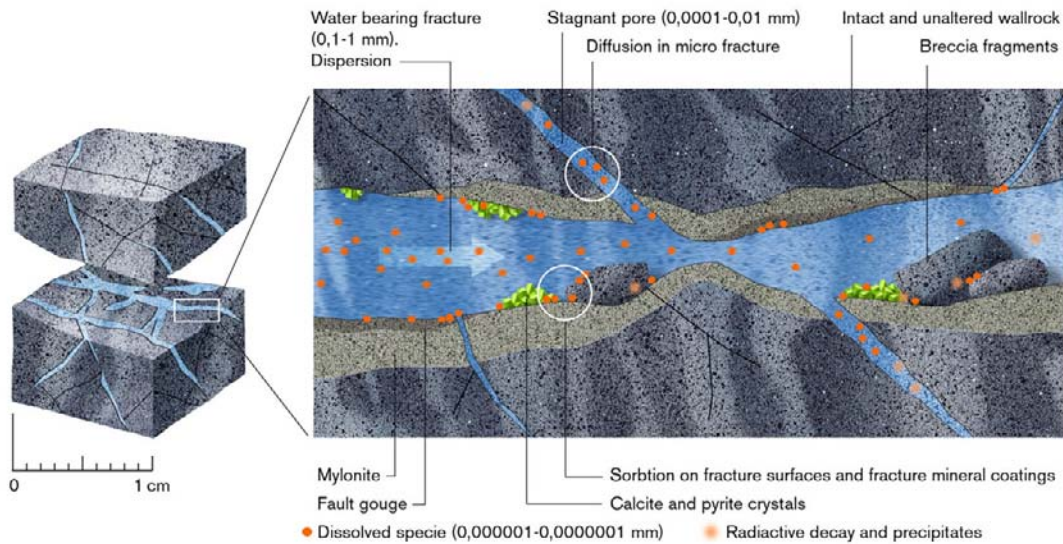 Water bearing fracture
(0,1-1 mm).
Dispersion
Stagnant pore (0,0001-0,01 mm)
Diffusion in micro fracture
Intact and unaltered wallrock
Breccia fragments
0
1 cm
Mylonite
Fault gouge
Sorbtion on fracture surfaces and fracture mineral coatings
Calcite and pyrite crystals
Dissolved specie (0,000001-0,0000001 mm)
Radiactive decay and precipitates